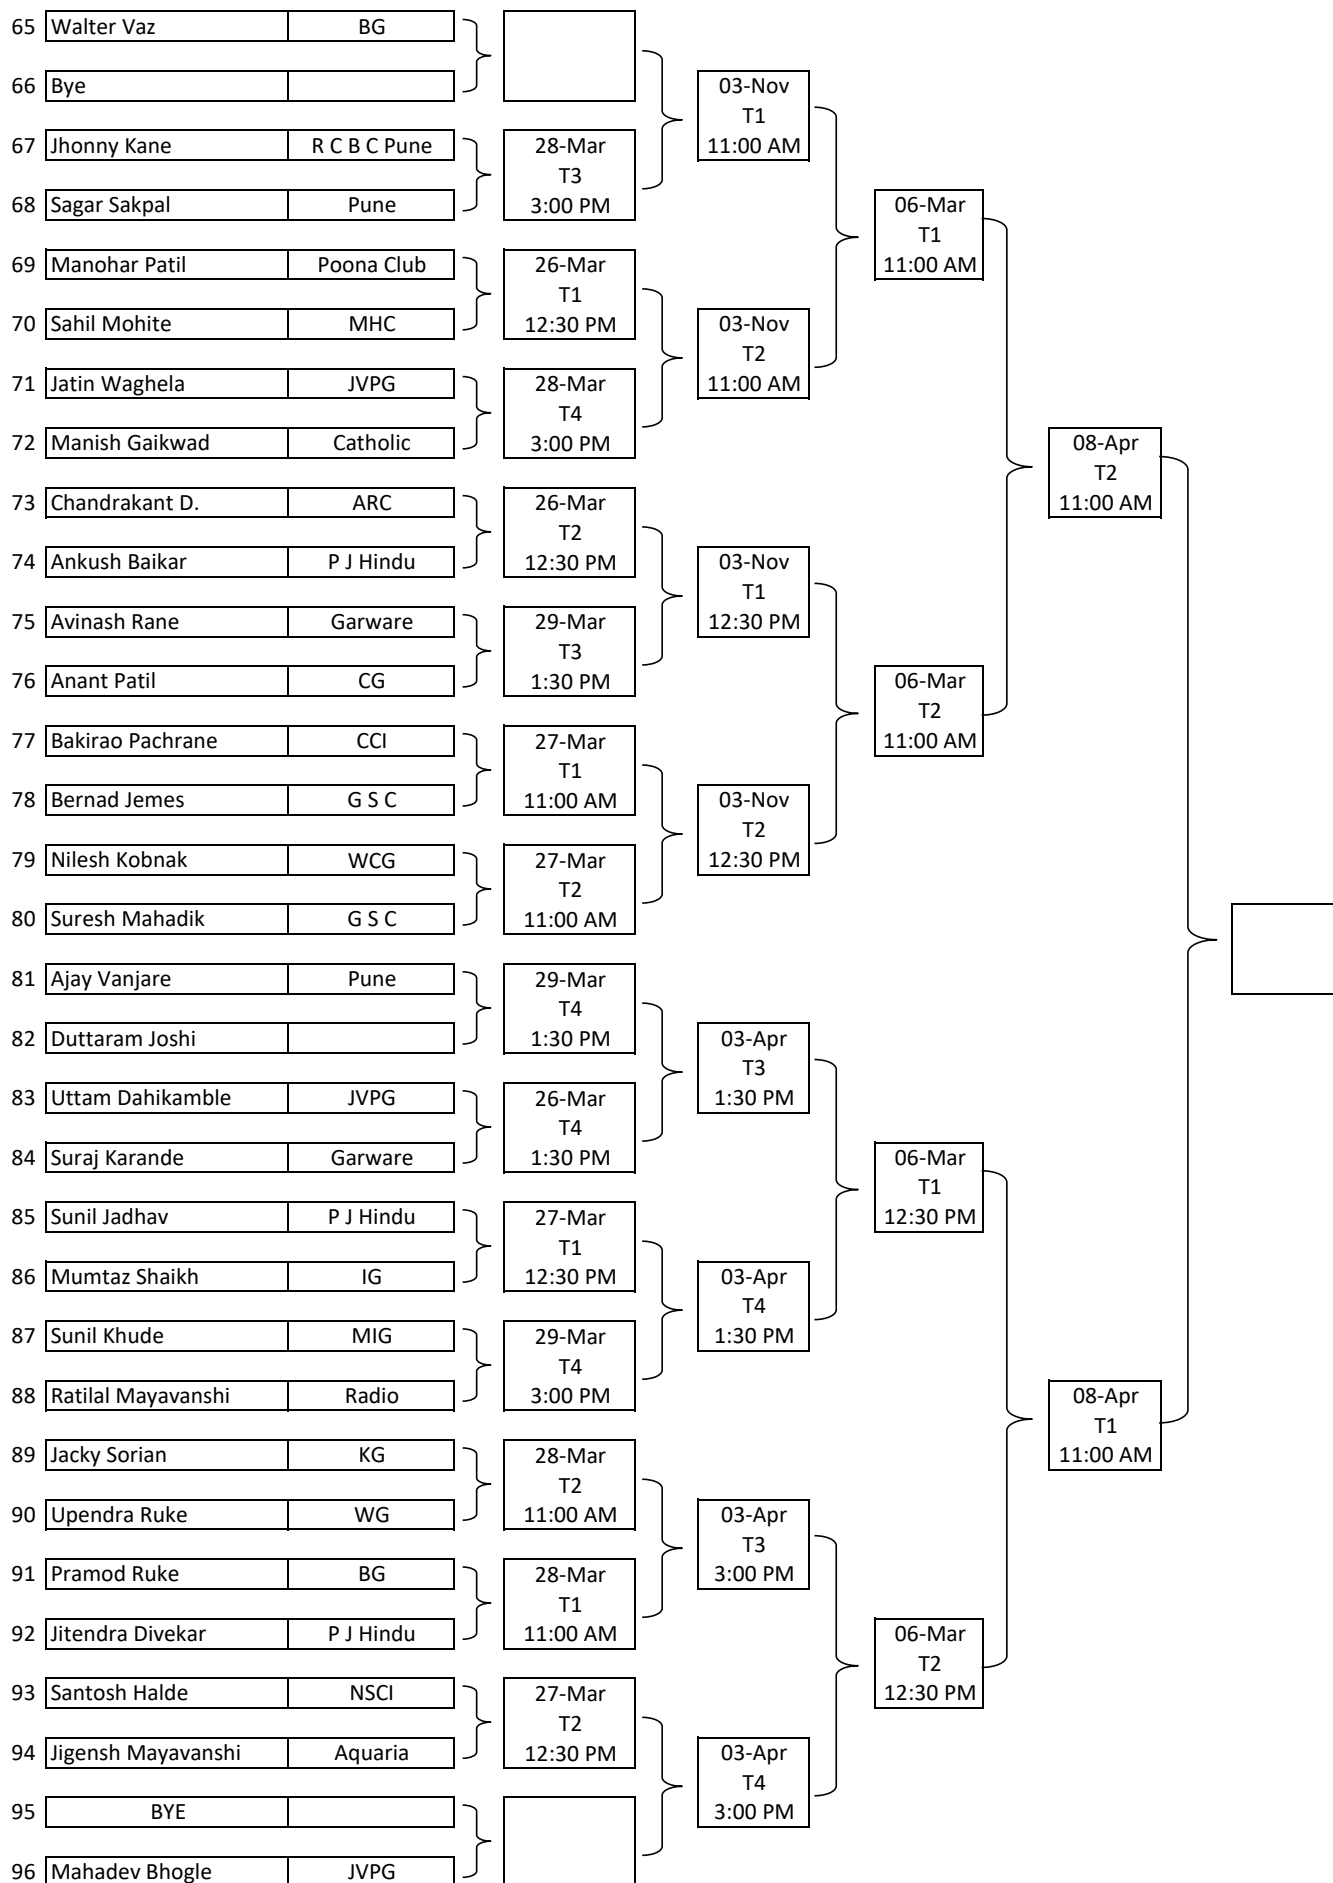 65 Walter Vaz BG
66 Bye
03-Nov
T1
67 Jhonny Kane R C B C Pune 28-Mar 11:00 AM
T3
68 Sagar Sakpal Pune 3:00 PM 06-Mar
T1
69 Manohar Patil Poona Club 26-Mar 11:00 AM
T1
70 Sahil Mohite MHC 12:30 PM 03-Nov
T2
71 Jatin Waghela JVPG 28-Mar 11:00 AM
T4
72 Manish Gaikwad Catholic 3:00 PM 08-Apr
T2
73 Chandrakant D. ARC 26-Mar 11:00 AM
T2
74 Ankush Baikar P J Hindu 12:30 PM 03-Nov
T1
75 Avinash Rane Garware 29-Mar 12:30 PM
T3
76 Anant Patil CG 1:30 PM 06-Mar
T2
77 Bakirao Pachrane CCI 27-Mar 11:00 AM
T1
78 Bernad Jemes G S C 11:00 AM 03-Nov
T2
79 Nilesh Kobnak WCG 27-Mar 12:30 PM
T2
80 Suresh Mahadik G S C 11:00 AM
81 Ajay Vanjare Pune 29-Mar
T4
82 Duttaram Joshi 1:30 PM 03-Apr
T3
83 Uttam Dahikamble JVPG 26-Mar 1:30 PM
T4
84 Suraj Karande Garware 1:30 PM 06-Mar
T1
85 Sunil Jadhav P J Hindu 27-Mar 12:30 PM
T1
86 Mumtaz Shaikh IG 12:30 PM 03-Apr
T4
87 Sunil Khude MIG 29-Mar 1:30 PM
T4
88 Ratilal Mayavanshi Radio 3:00 PM 08-Apr
T1
89 Jacky Sorian KG 28-Mar 11:00 AM
T2
90 Upendra Ruke WG 11:00 AM 03-Apr
T3
91 Pramod Ruke BG 28-Mar 3:00 PM
T1
92 Jitendra Divekar P J Hindu 11:00 AM 06-Mar
T2
93 Santosh Halde NSCI 27-Mar 12:30 PM
T2
94 Jigensh Mayavanshi Aquaria 12:30 PM 03-Apr
T4
95 BYE 3:00 PM
96 Mahadev Bhogle JVPG